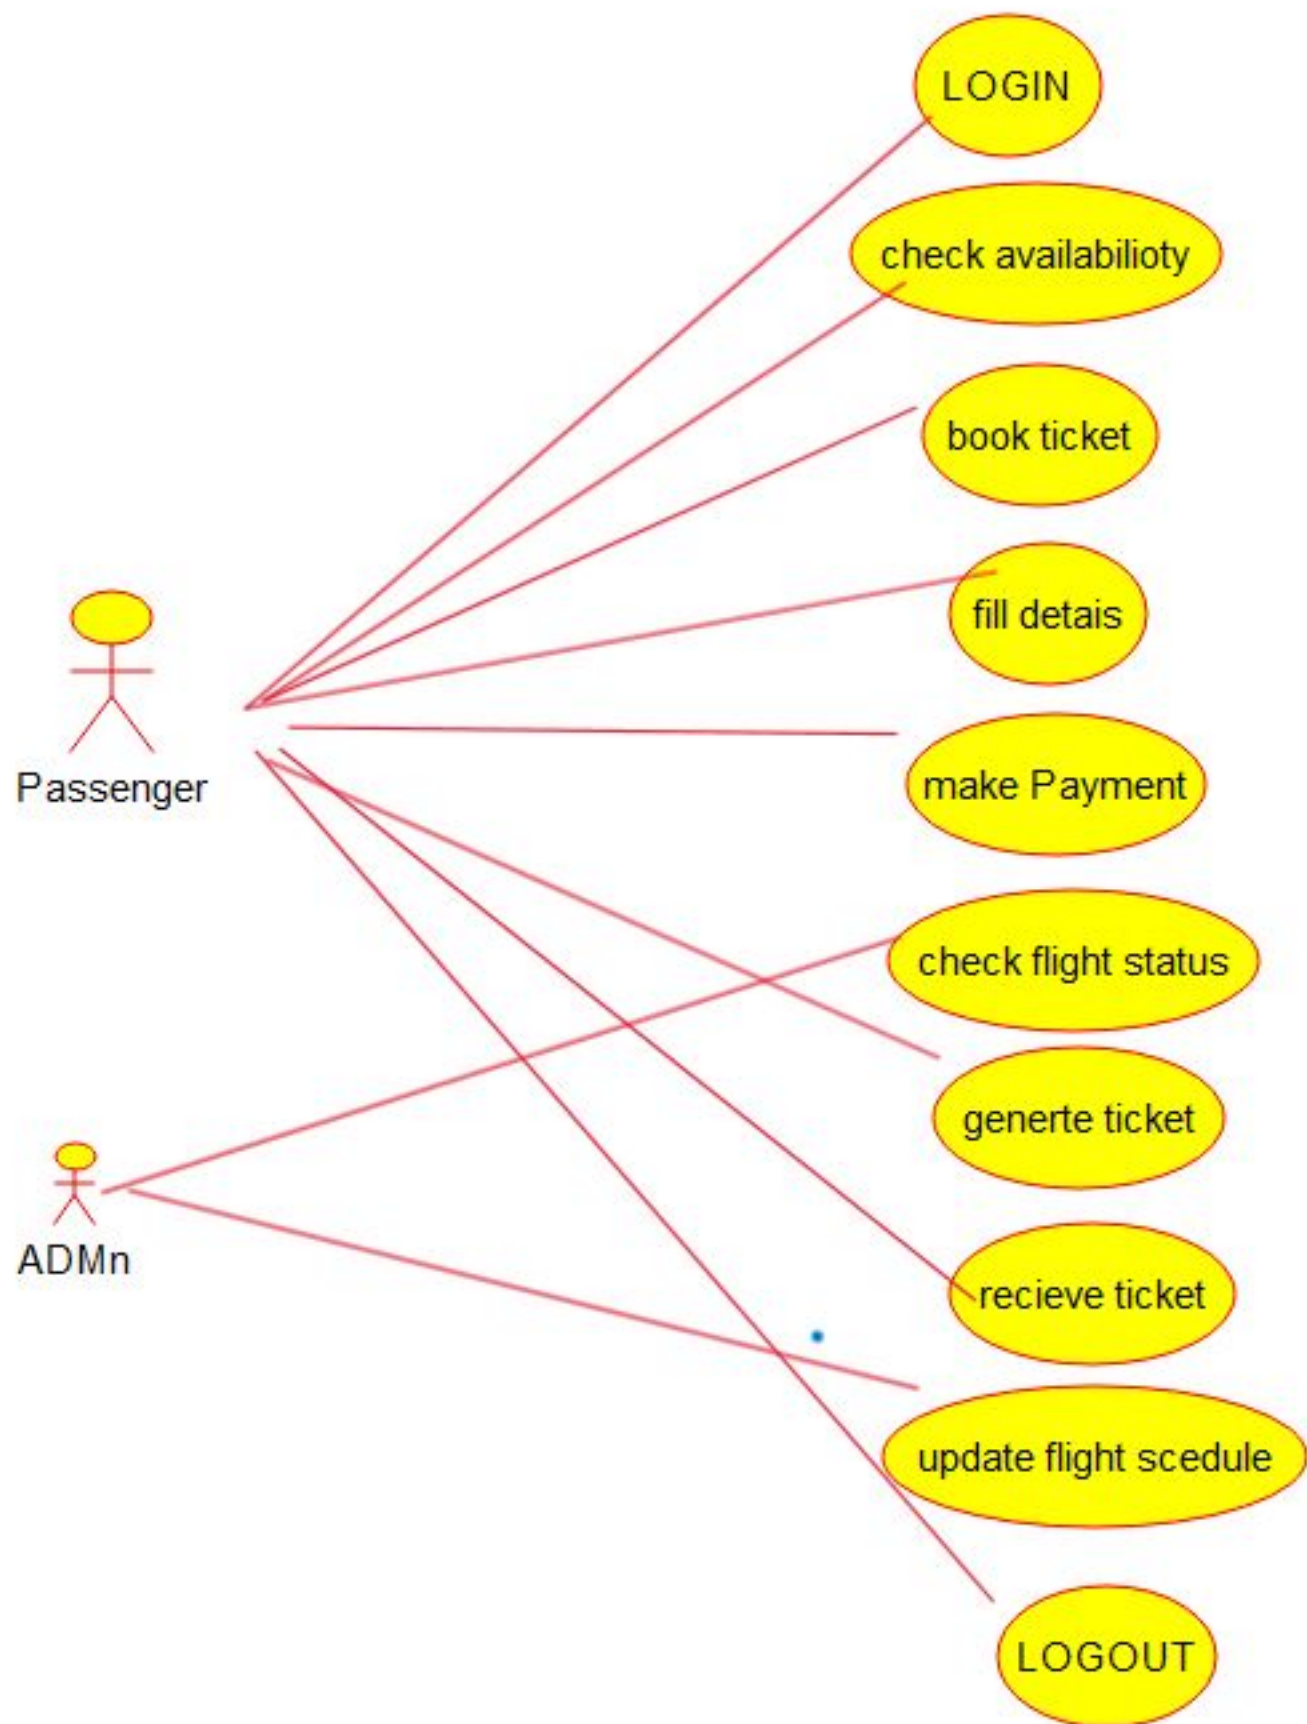 LOGIN
check availabilioty
book ticket
fill detais
Passenger
make Payment
check flight status
generte ticket
ADMn
recieve ticket
update flight scedule
LOGOUT